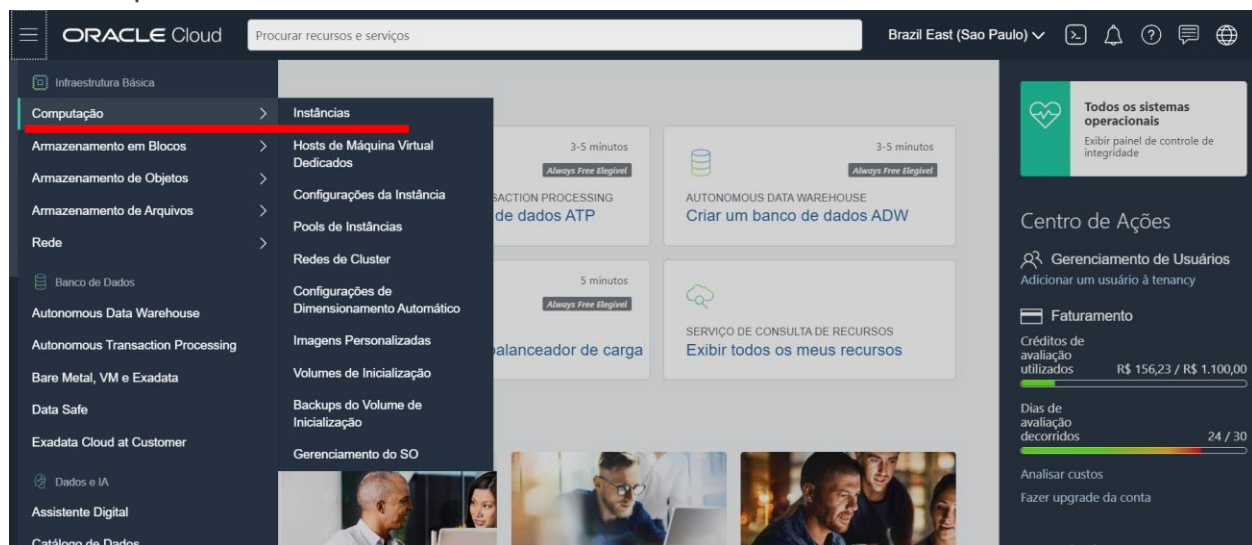 ORACLE Cloud
Procurar recursos e serviços
Brazil East (Sao Paulo)
Infraestrutura Básica
Computação
Armazenamento em Blocos
Armazenamento de Objetos
Armazenamento de Arquivos
Rede
Banco de Dados
Autonomous Data Warehouse
Autonomous Transaction Processing
Bare Metal, VM e Exadata
Data Safe
Exadata Cloud at Customer
Dados e IA
Assistente Digital
Catálogo de Dados
Instâncias
Hosts de Máquina Virtual
Dedicados
Configurações da Instância
Pools de Instâncias
Redes de Cluster
Configurações de
Dimensionamento Automático
Imagens Personalizadas
Volumes de Inicialização
Backups do Volume de
Inicialização
Gerenciamento do SO
3-5 minutos
Always Free Elegível
SACTION PROCESSING
de dados ATP
3-5 minutos
Always Free Elegível
AUTONOMOUS DATA WAREHOUSE
Criar um banco de dados ADW
5 minutos
Always Free Elegível
balanceador de carga
SERVIÇO DE CONSULTA DE RECURSOS
Exibir todos os meus recursos
Todos os sistemas
operacionais
Exibir painel de controle de
integridade
Centro de Ações
Gerenciamento de Usuários
Adicionar um usuário à tenancy
Faturamento
Créditos de
avaliação
utilizados R$ 156,23 / R$ 1.100,00
Dias de
avaliação
decorridos 24 / 30
Analisar custos
Fazer upgrade da conta